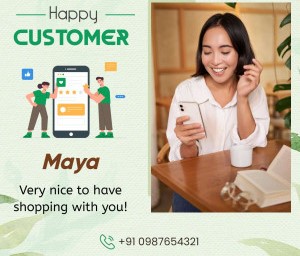 Happy
CUSTOMER
Maya
Very nice to have
shopping with you!
+91 0987654321